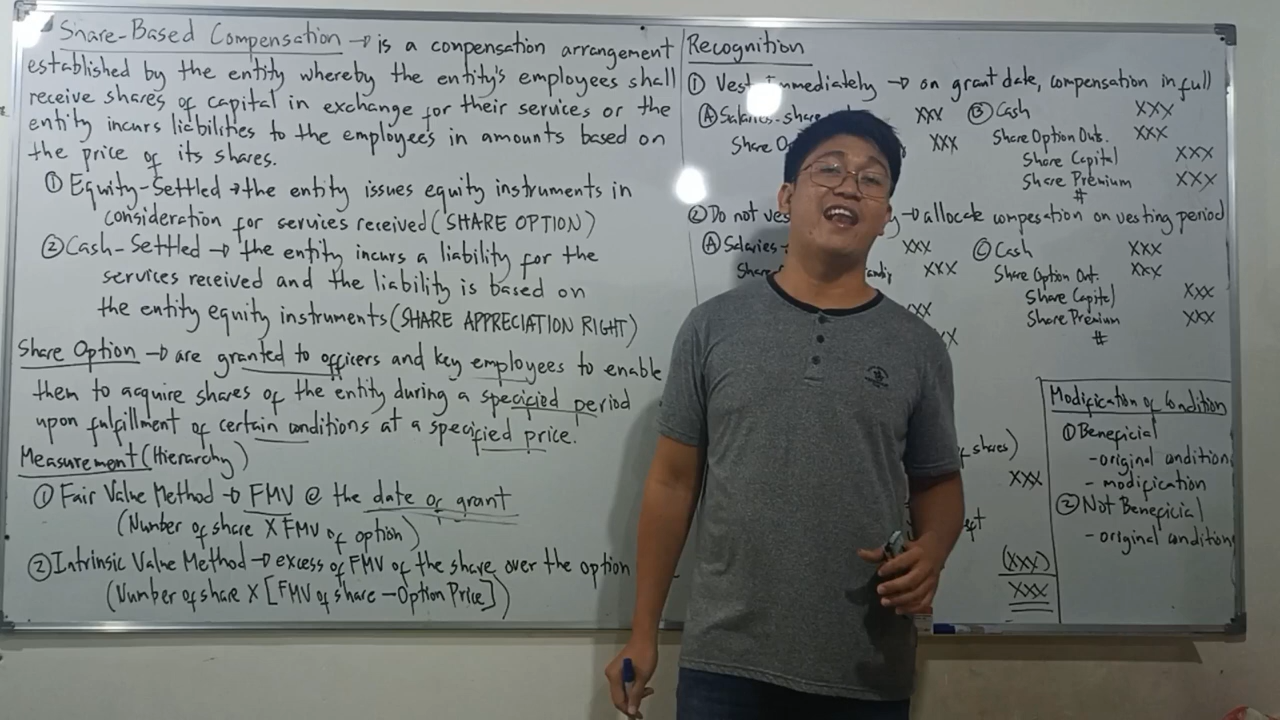 Share-Based Compensation → is a conpensation arrangement
established by the entity whereby the entity's employees shall
receive shares of capital in exchange for their services or the
entity incurs liabilities to the employees in amounts based on
the price of its shares.
① Equity-Settled → the entity issues equity instruments in
consideration for services received (SHARE OPTION)
② Cash-Settled → the entity incurs a liability for the
services received and the liability is based on
the entity equity instruments (SHARE APPRECIATION RIGHT)
Share Option → are granted to officers and key employees to enable
them to acquire shares of the entity during a specified period
upon fulfillment of certain conditions at a specified price.
Measurement (Hierarchy)
① Fair Value Method → FMV @ the date of grant
(Number of share X FMV of option)
② Intrinsic Value Method → excess of FMV of the share over the option
(Number of share X [FMV of share – Option Price])
Recognition
① Vest immediately → on grant date, compensation in full
Ⓐ Salaries-share XXX
Share XXX
Ⓑ Cash XXX
Share Option Outs. XXX
Share Capital XXX
Share Premium XXX
#
② Do not → allocate compesation on vesting period
Ⓐ Salaries - XXX
XXX
XXX
Ⓒ Cash XXX
Share Option Out. XXX
Share Capital XXX
Share Premium XXX
#
of shares)
XXX
(XXX)
XXX
Modification of Condition
① Beneficial
- original condition
- modification
② Not Beneficial
- original condition